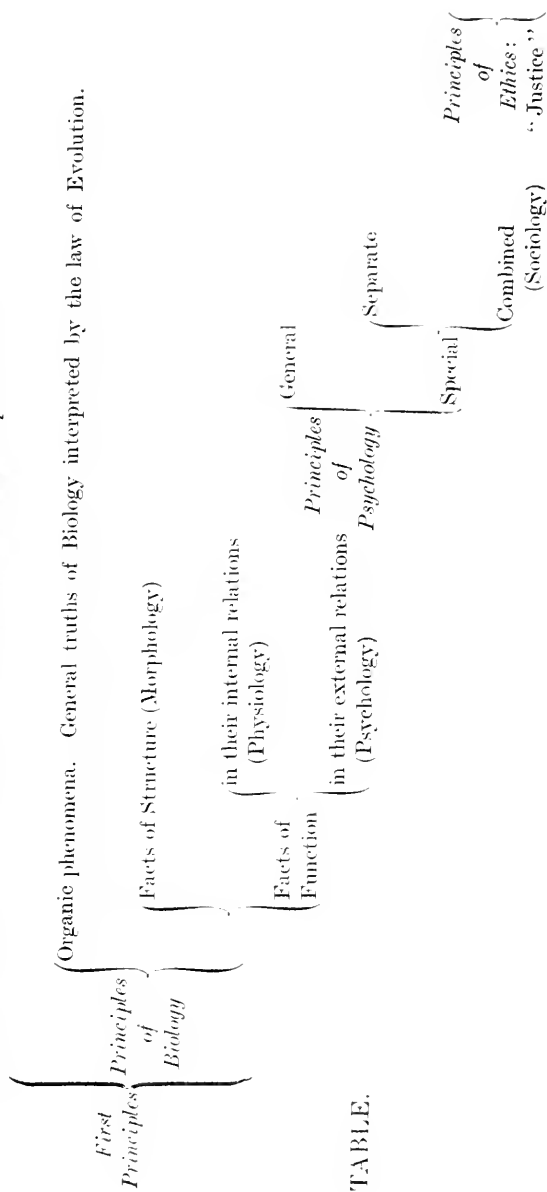 TABLE.
First
Principles
Principles
of
Biology
Organic phenomena. General truths of Biology interpreted by the law of Evolution.
Facts of Structure (Morphology)
Facts of
Function
in their internal relations
(Physiology)
in their external relations
(Psychology)
Principles
of
Psychology
General
Special
Separate
Combined
(Sociology)
Principles
of
Ethics:
“ Justice ”